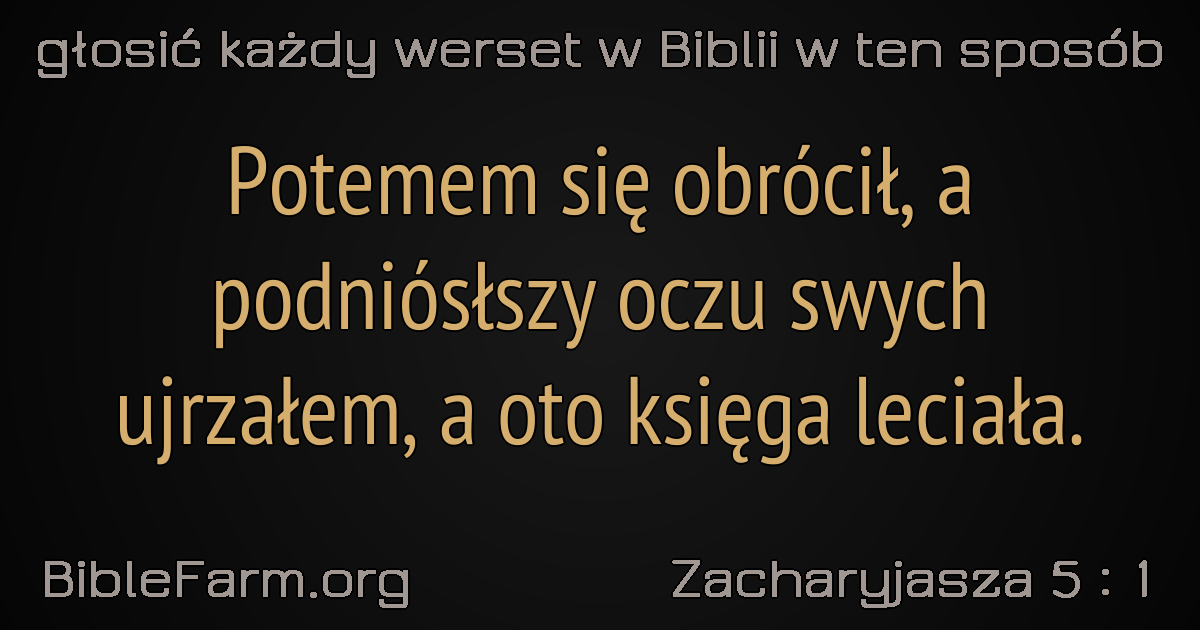 głosić każdy werset w Biblii w ten sposób
Potemem się obrócił, a
podniósłszy oczu swych
ujrzałem, a oto księga leciała.
BibleFarm.org
Zacharyjasza 5 : 1